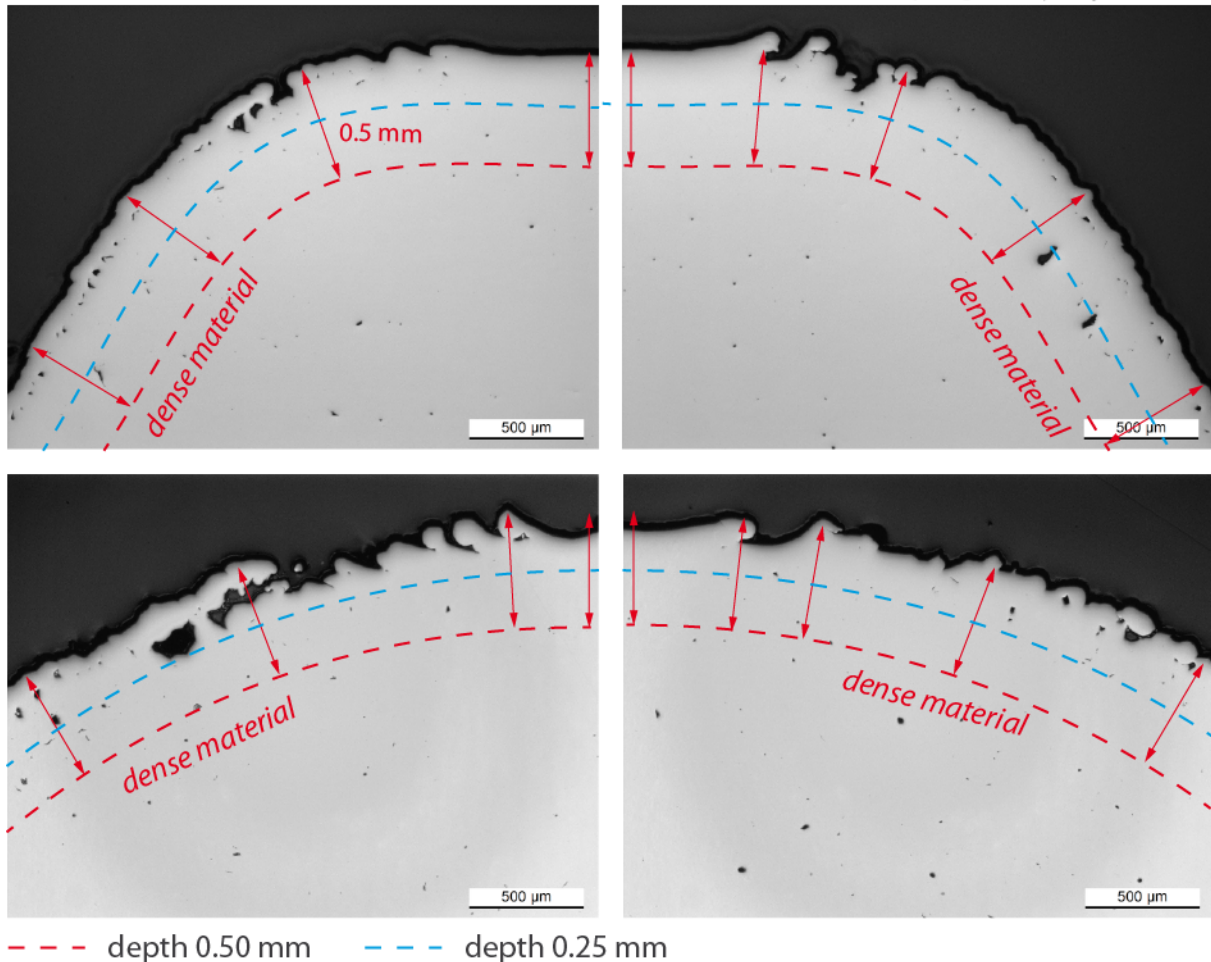 0.5 mm
dense material
500 µm
dense material
500 µm
dense material
500 µm
dense material
500 µm
depth 0.50 mm
depth 0.25 mm